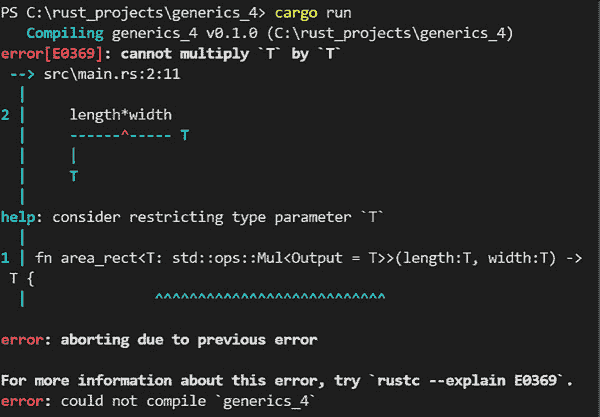 PS C:\rust_projects\generics_4> cargo run
   Compiling generics_4 v0.1.0 (C:\rust_projects\generics_4)
error[E0369]: cannot multiply `T` by `T`
 --> src\main.rs:2:11
  |
2 |     length*width
  |     ------^----- T
  |     |
  |     T
  |
help: consider restricting type parameter `T`
  |
1 | fn area_rect<T: std::ops::Mul<Output = T>>(length:T, width:T) ->
 T {
  |               ^^^^^^^^^^^^^^^^^^^^^^^^^^^

error: aborting due to previous error

For more information about this error, try `rustc --explain E0369`.
error: could not compile `generics_4`